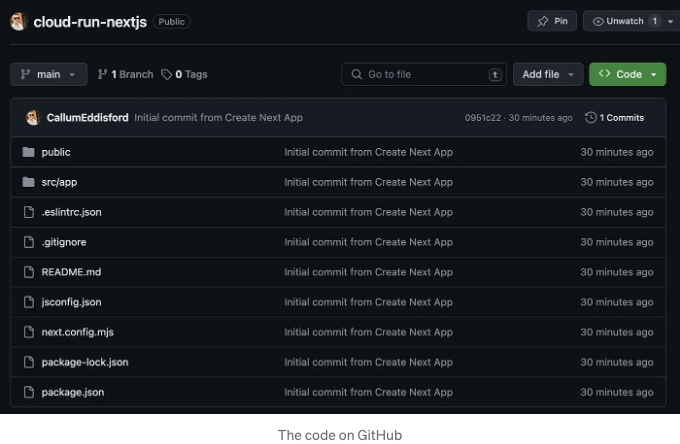 cloud-run-nextjs Public Pin Unwatch 1
main 1 Branch 0 Tags Go to file t Add file Code
CallumEddisford Initial commit from Create Next App 0951c22 · 30 minutes ago 1 Commits
public Initial commit from Create Next App 30 minutes ago
src/app Initial commit from Create Next App 30 minutes ago
.eslintrc.json Initial commit from Create Next App 30 minutes ago
.gitignore Initial commit from Create Next App 30 minutes ago
README.md Initial commit from Create Next App 30 minutes ago
jsconfig.json Initial commit from Create Next App 30 minutes ago
next.config.mjs Initial commit from Create Next App 30 minutes ago
package-lock.json Initial commit from Create Next App 30 minutes ago
package.json Initial commit from Create Next App 30 minutes ago
The code on GitHub